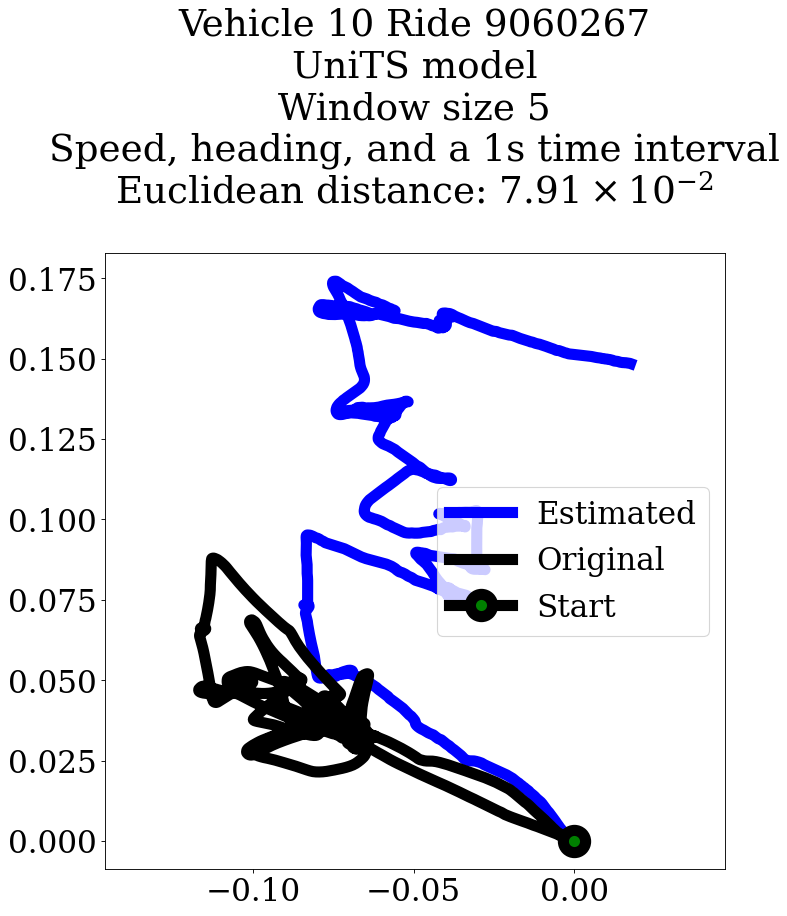 Vehicle 10 Ride 9060267
UniTS model
Window size 5
Speed, heading, and a 1s time interval
Euclidean distance: 7.91 × 10⁻²
0.175
0.150
0.125
0.100
0.075
0.050
0.025
0.000
Estimated
Original
Start
−0.10
−0.05
0.00